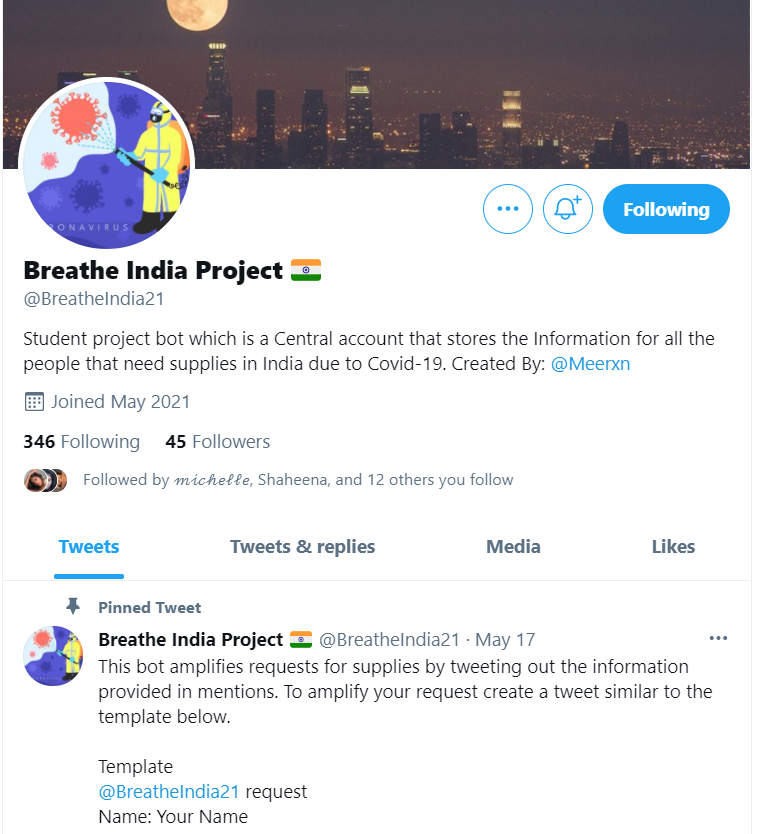 ONAVIRUS
Following
Breathe India Project 🇮🇳
@BreatheIndia21
Student project bot which is a Central account that stores the Information for all the
people that need supplies in India due to Covid-19. Created By: @Meerxn
Joined May 2021
346 Following 45 Followers
Followed by 𝓂𝒾𝒸𝒽𝑒𝓁𝓁𝑒, Shaheena, and 12 others you follow
Tweets Tweets & replies Media Likes
Pinned Tweet
Breathe India Project 🇮🇳 @BreatheIndia21 · May 17
This bot amplifies requests for supplies by tweeting out the information
provided in mentions. To amplify your request create a tweet similar to the
template below.
Template
@BreatheIndia21 request
Name: Your Name